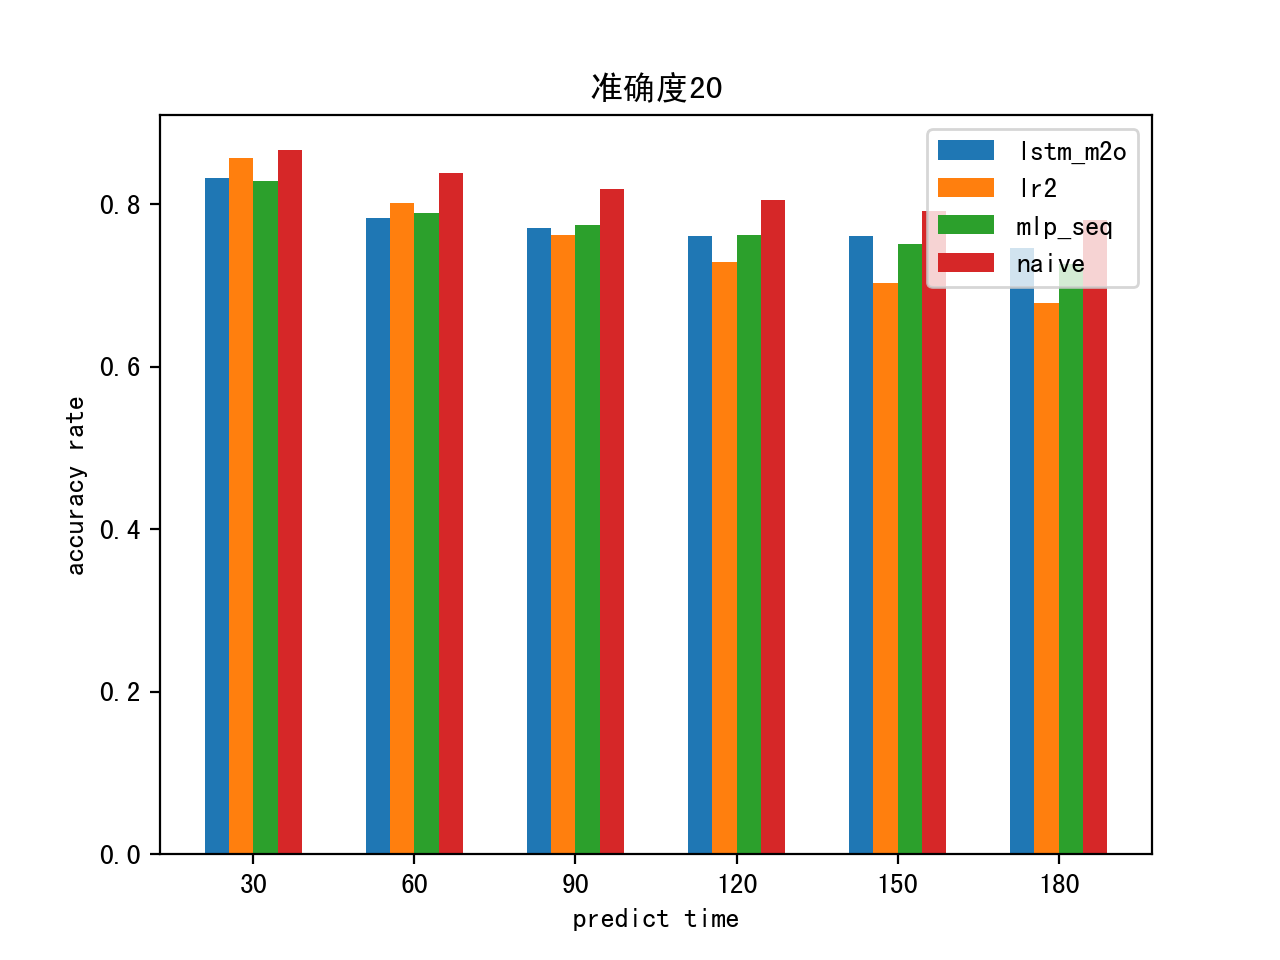 准确度20
lstm_m2o
lr2
mlp_seq
naive
0.8
0.6
0.4
0.2
0.0
accuracy rate
30 60 90 120 150 180
predict time